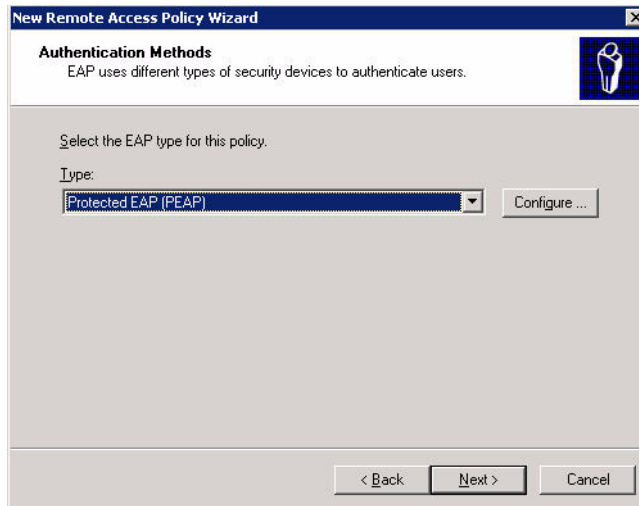 New Remote Access Policy Wizard
Authentication Methods
EAP uses different types of security devices to authenticate users.
Select the EAP type for this policy.
Type:
Protected EAP (PEAP)
Configure ...
< Back
Next >
Cancel